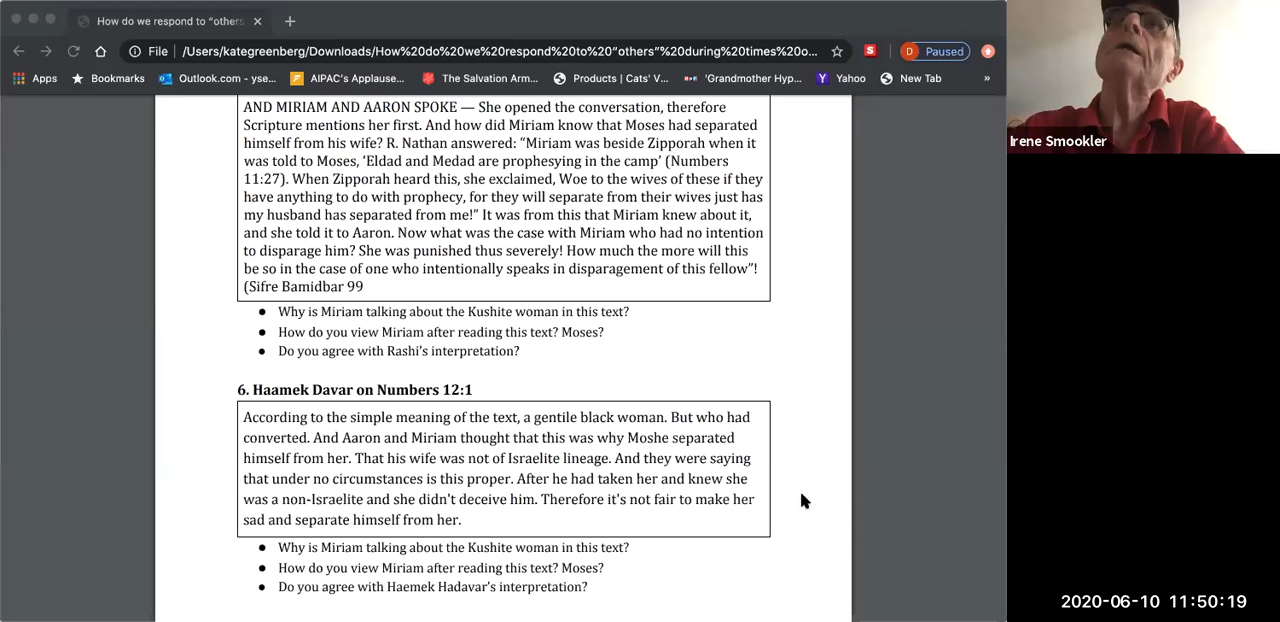 How do we respond to "others
File
/Users/kategreenberg/Downloads/How%20do%20we%20respond%20to%20"others"%20during%20times%20o...
S
D Paused
Apps Bookmarks Outlook.com - yse... AIPAC's Applause... The Salvation Arm... Products | Cats' V... 'Grandmother Hyp... Yahoo New Tab »
AND MIRIAM AND AARON SPOKE — She opened the conversation, therefore
Scripture mentions her first. And how did Miriam know that Moses had separated
himself from his wife? R. Nathan answered: "Miriam was beside Zipporah when it
was told to Moses, 'Eldad and Medad are prophesying in the camp' (Numbers
11:27). When Zipporah heard this, she exclaimed, Woe to the wives of these if they
have anything to do with prophecy, for they will separate from their wives just has
my husband has separated from me!" It was from this that Miriam knew about it,
and she told it to Aaron. Now what was the case with Miriam who had no intention
to disparage him? She was punished thus severely! How much the more will this
be so in the case of one who intentionally speaks in disparagement of this fellow"!
(Sifre Bamidbar 99
● Why is Miriam talking about the Kushite woman in this text?
● How do you view Miriam after reading this text? Moses?
● Do you agree with Rashi's interpretation?
6. Haamek Davar on Numbers 12:1
According to the simple meaning of the text, a gentile black woman. But who had
converted. And Aaron and Miriam thought that this was why Moshe separated
himself from her. That his wife was not of Israelite lineage. And they were saying
that under no circumstances is this proper. After he had taken her and knew she
was a non-Israelite and she didn't deceive him. Therefore it's not fair to make her
sad and separate himself from her.
● Why is Miriam talking about the Kushite woman in this text?
● How do you view Miriam after reading this text? Moses?
● Do you agree with Haemek Hadavar's interpretation?
Irene Smookler
2020-06-10 11:50:19